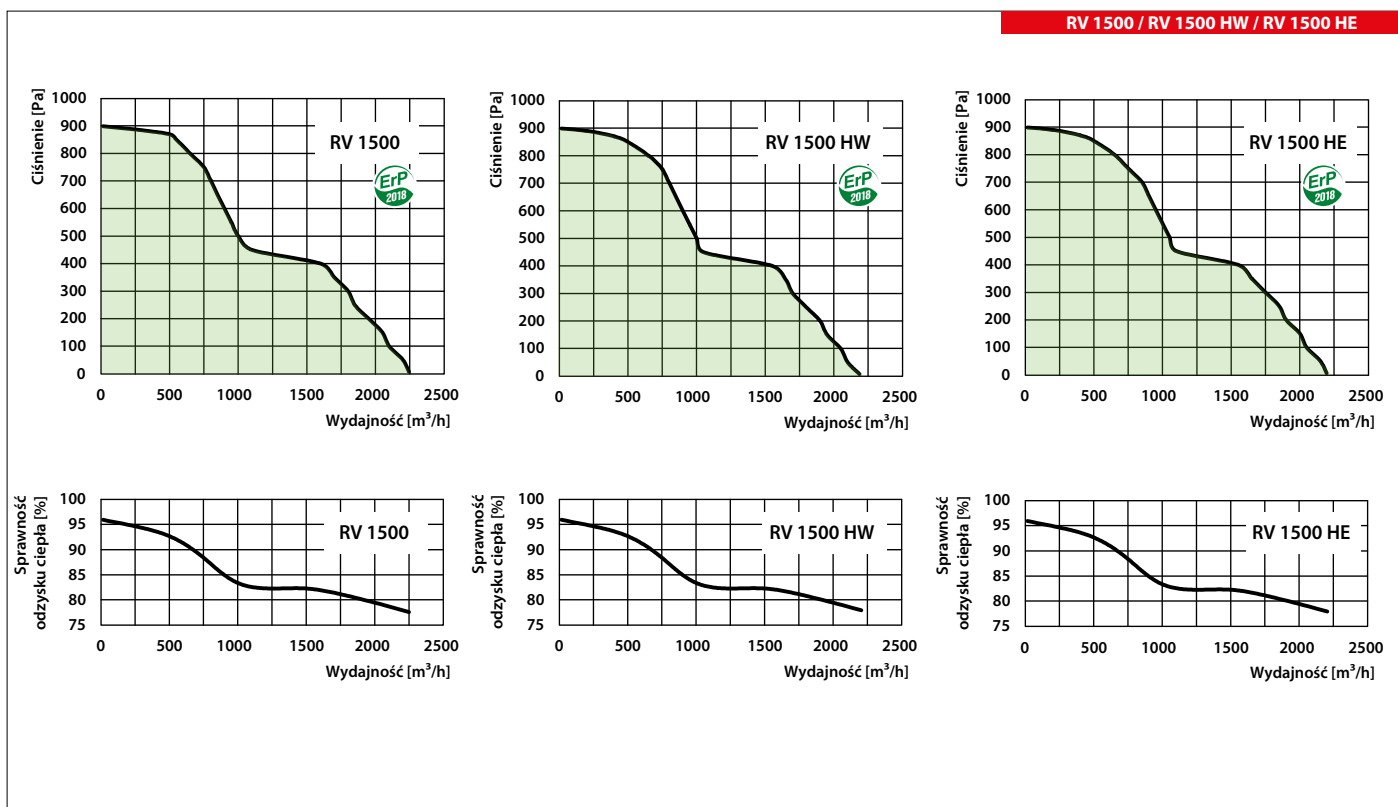 RV 1500 / RV 1500 HW / RV 1500 HE
Ciśnienie [Pa]
1000
900
800
700
600
500
400
300
200
100
0
RV 1500
ErP
2018
0 500 1000 1500 2000 2500
Wydajność [m³/h]
Ciśnienie [Pa]
1000
900
800
700
600
500
400
300
200
100
0
RV 1500 HW
ErP
2018
0 500 1000 1500 2000 2500
Wydajność [m³/h]
Ciśnienie [Pa]
1000
900
800
700
600
500
400
300
200
100
0
RV 1500 HE
ErP
2018
0 500 1000 1500 2000 2500
Wydajność [m³/h]
Sprawność
odzysku ciepła [%]
100
95
90
85
80
75
RV 1500
0 500 1000 1500 2000 2500
Wydajność [m³/h]
Sprawność
odzysku ciepła [%]
100
95
90
85
80
75
RV 1500 HW
0 500 1000 1500 2000 2500
Wydajność [m³/h]
Sprawność
odzysku ciepła [%]
100
95
90
85
80
75
RV 1500 HE
0 500 1000 1500 2000 2500
Wydajność [m³/h]